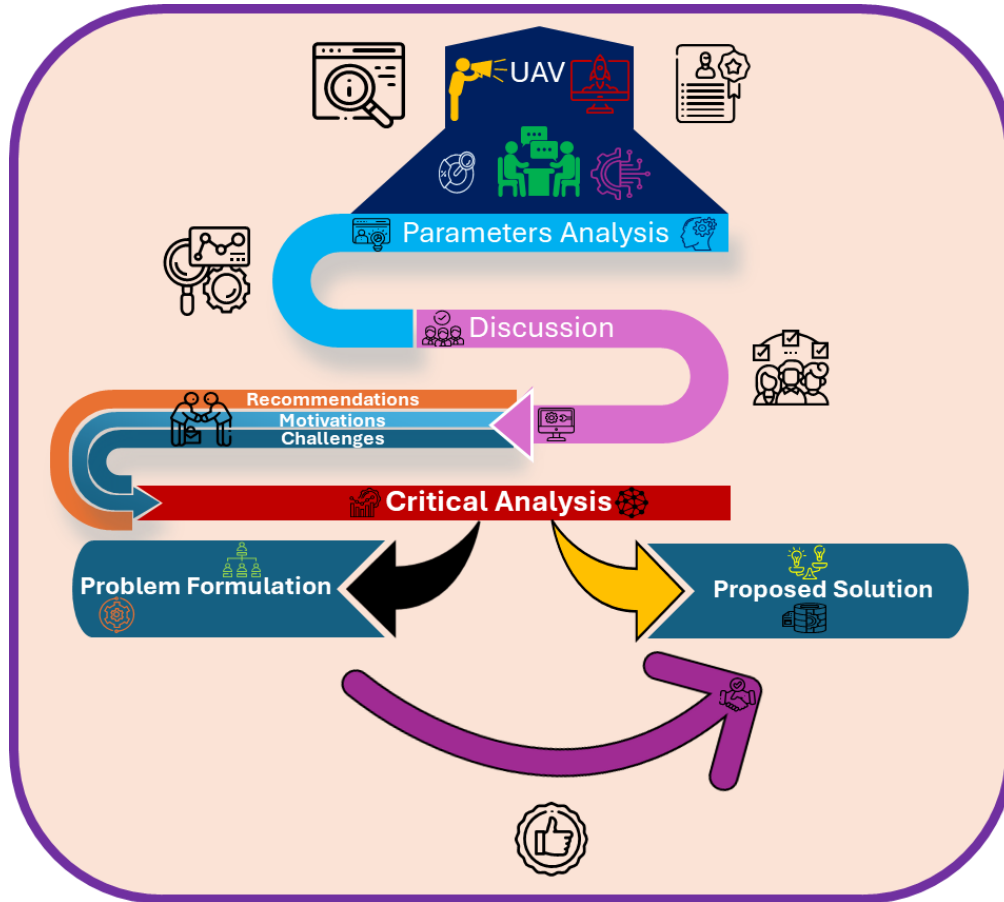 UAV
Parameters Analysis
Discussion
Recommendations
Motivations
Challenges
Critical Analysis
Problem Formulation
Proposed Solution